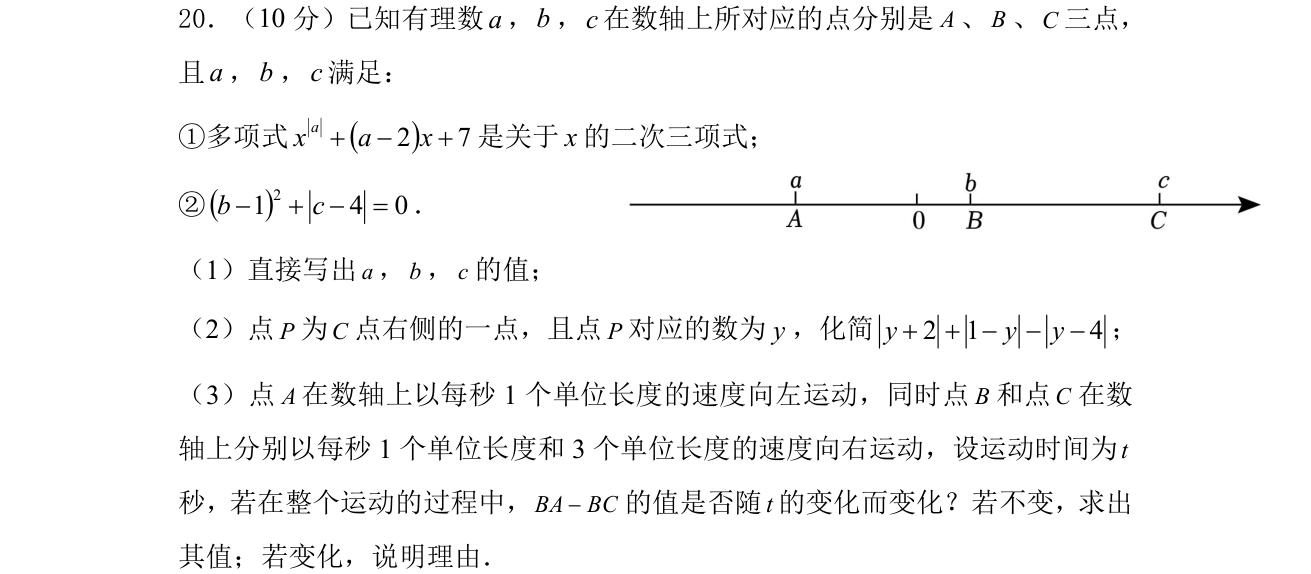 20．（10 分）已知有理数 a，b，c 在数轴上所对应的点分别是 A、B、C 三点，
且 a，b，c 满足：
①多项式 x^{|a|}+(a−2)x+7 是关于 x 的二次三项式；
②(b−1)²+|c−4|=0．
a b c
A 0 B C
（1）直接写出 a，b，c 的值；
（2）点 P 为 C 点右侧的一点，且点 P 对应的数为 y，化简|y+2|+|1−y|−|y−4|；
（3）点 A 在数轴上以每秒 1 个单位长度的速度向左运动，同时点 B 和点 C 在数
轴上分别以每秒 1 个单位长度和 3 个单位长度的速度向右运动，设运动时间为 t
秒，若在整个运动的过程中，BA−BC 的值是否随 t 的变化而变化？若不变，求出
其值；若变化，说明理由．